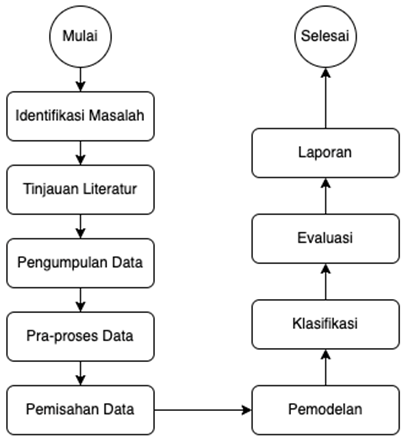 Mulai
Identifikasi Masalah
Tinjauan Literatur
Pengumpulan Data
Pra-proses Data
Pemisahan Data
Pemodelan
Klasifikasi
Evaluasi
Laporan
Selesai